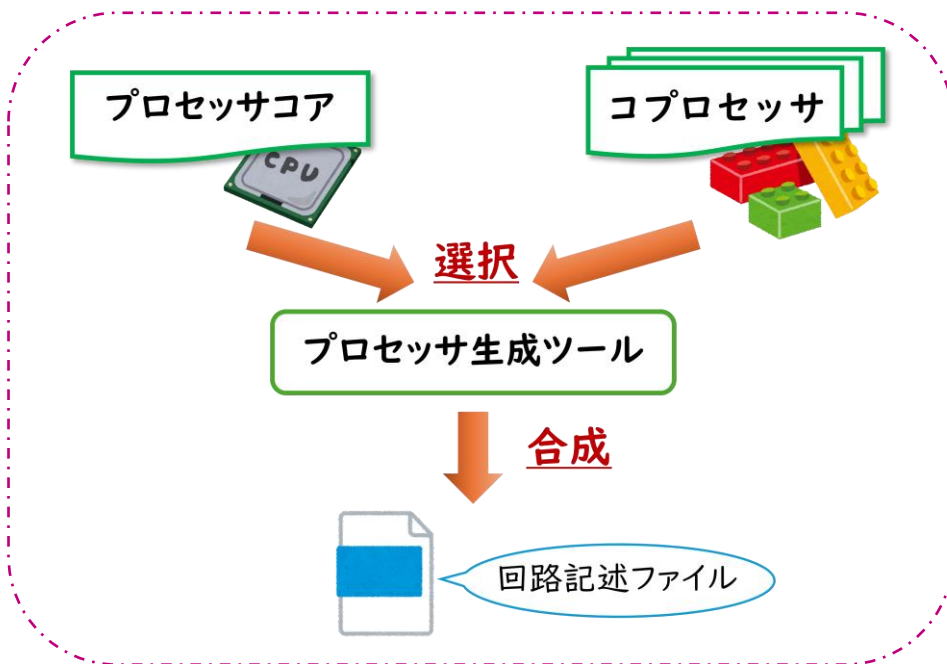 プロセッサコア
コプロセッサ
CPU
選択
プロセッサ生成ツール
合成
回路記述ファイル